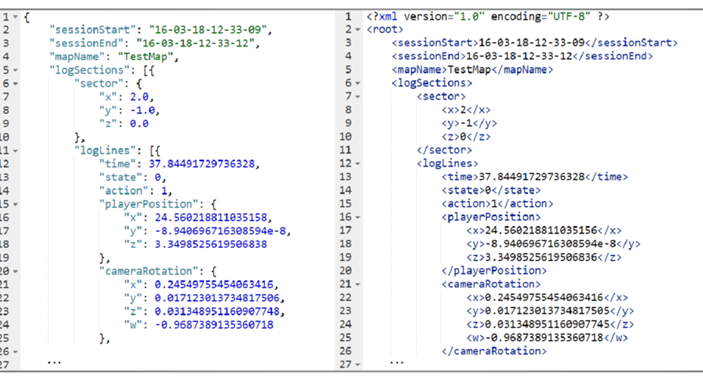 1 {
2 "sessionStart": "16-03-18-12-33-09",
3 "sessionEnd": "16-03-18-12-33-12",
4 "mapName": "TestMap",
5 "logSections": [{
6 "sector": {
7 "x": 2.0,
8 "y": -1.0,
9 "z": 0.0
10 },
11 "logLines": [{
12 "time": 37.84491729736328,
13 "state": 0,
14 "action": 1,
15 "playerPosition": {
16 "x": 24.560218811035158,
17 "y": -8.940696716308594e-8,
18 "z": 3.3498525619506838
19 },
20 "cameraRotation": {
21 "x": 0.24549755454063416,
22 "y": 0.017123013734817506,
23 "z": 0.031348951160907748,
24 "w": -0.9687389135360718
25 },
26
27 ...
1 <?xml version="1.0" encoding="UTF-8" ?>
2 <root>
3 <sessionStart>16-03-18-12-33-09</sessionStart>
4 <sessionEnd>16-03-18-12-33-12</sessionEnd>
5 <mapName>TestMap</mapName>
6 <logSections>
7 <sector>
8 <x>2</x>
9 <y>-1</y>
10 <z>0</z>
11 </sector>
12 <logLines>
13 <time>37.84491729736328</time>
14 <state>0</state>
15 <action>1</action>
16 <playerPosition>
17 <x>24.560218811035156</x>
18 <y>-8.940696716308594e-8</y>
19 <z>3.3498525619506836</z>
20 </playerPosition>
21 <cameraRotation>
22 <x>0.24549755454063416</x>
23 <y>0.017123013734817505</y>
24 <z>0.031348951160907745</z>
25 <w>-0.9687389135360718</w>
26 </cameraRotation>
27 ...